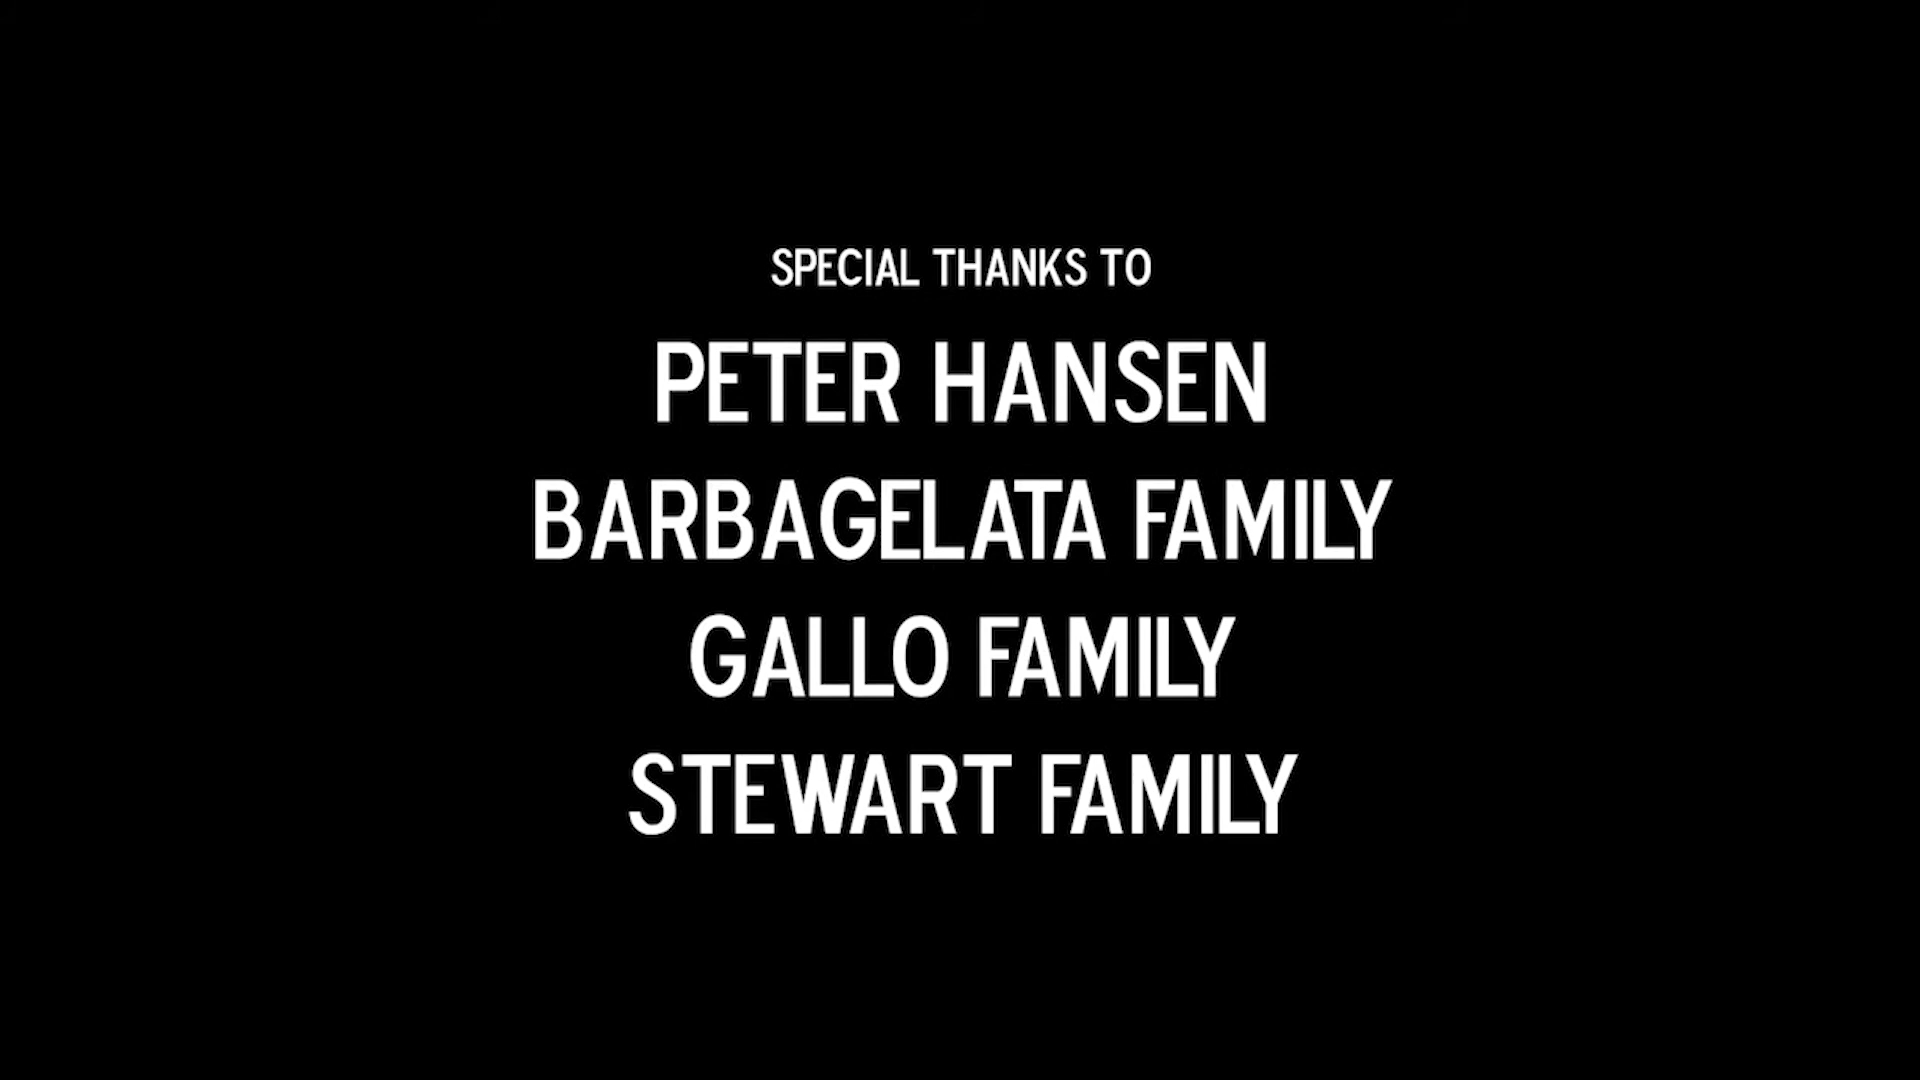 SPECIAL THANKS TO
PETER HANSEN
BARBAGELATA FAMILY
GALLO FAMILY
STEWART FAMILY